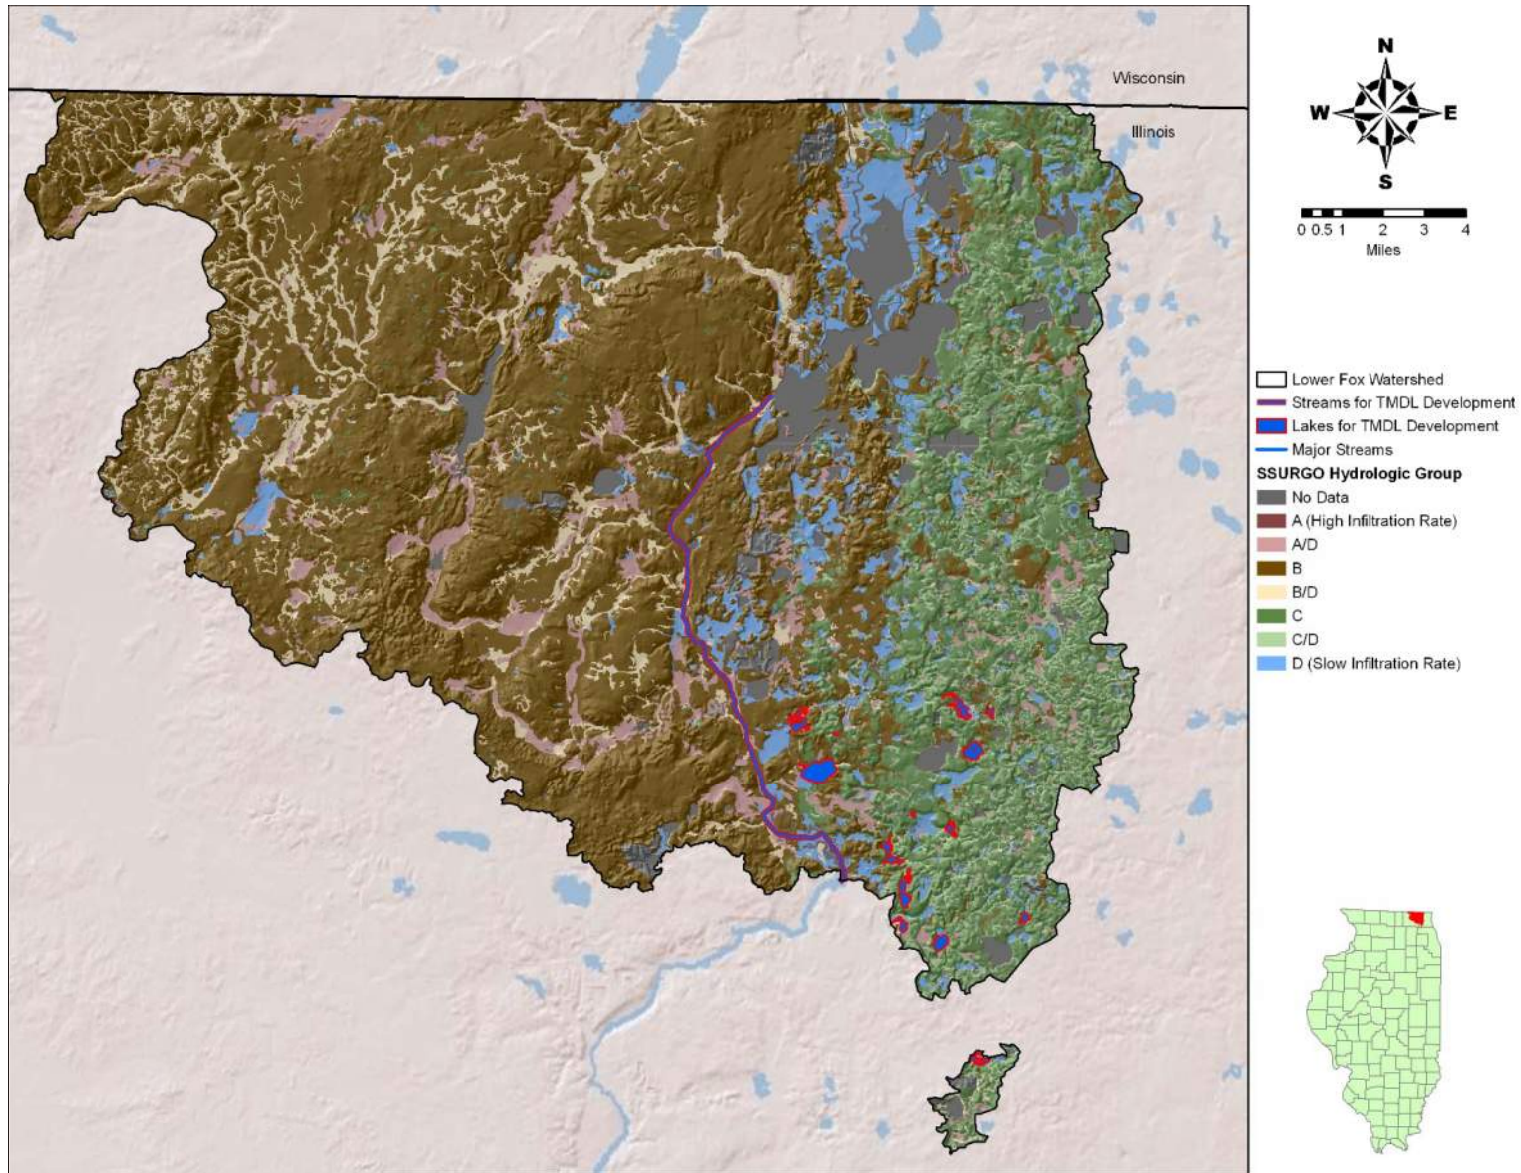 Wisconsin
Illinois
N
W E
S
0 0.5 1 2 3 4
Miles
Lower Fox Watershed
Streams for TMDL Development
Lakes for TMDL Development
Major Streams
SSURGO Hydrologic Group
No Data
A (High Infiltration Rate)
A/D
B
B/D
C
C/D
D (Slow Infiltration Rate)